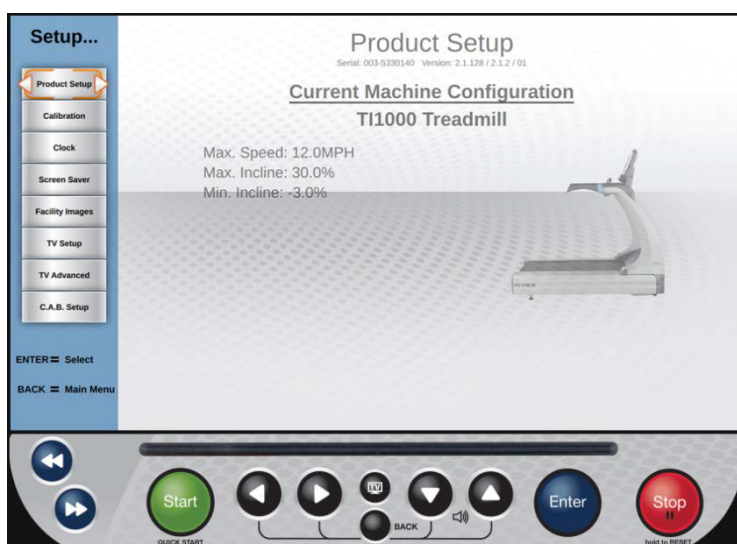 Setup...
Product Setup
Calibration
Clock
Screen Saver
Facility Images
TV Setup
TV Advanced
C.A.B. Setup
ENTER = Select
BACK = Main Menu
Product Setup
Serial: 003-5330140 Version: 2.1.128 / 2.1.2 / 01
Current Machine Configuration
TI1000 Treadmill
Max. Speed: 12.0MPH
Max. Incline: 30.0%
Min. Incline: -3.0%
Start
QUICK START
TV
BACK
Enter
Stop
hold to RESET